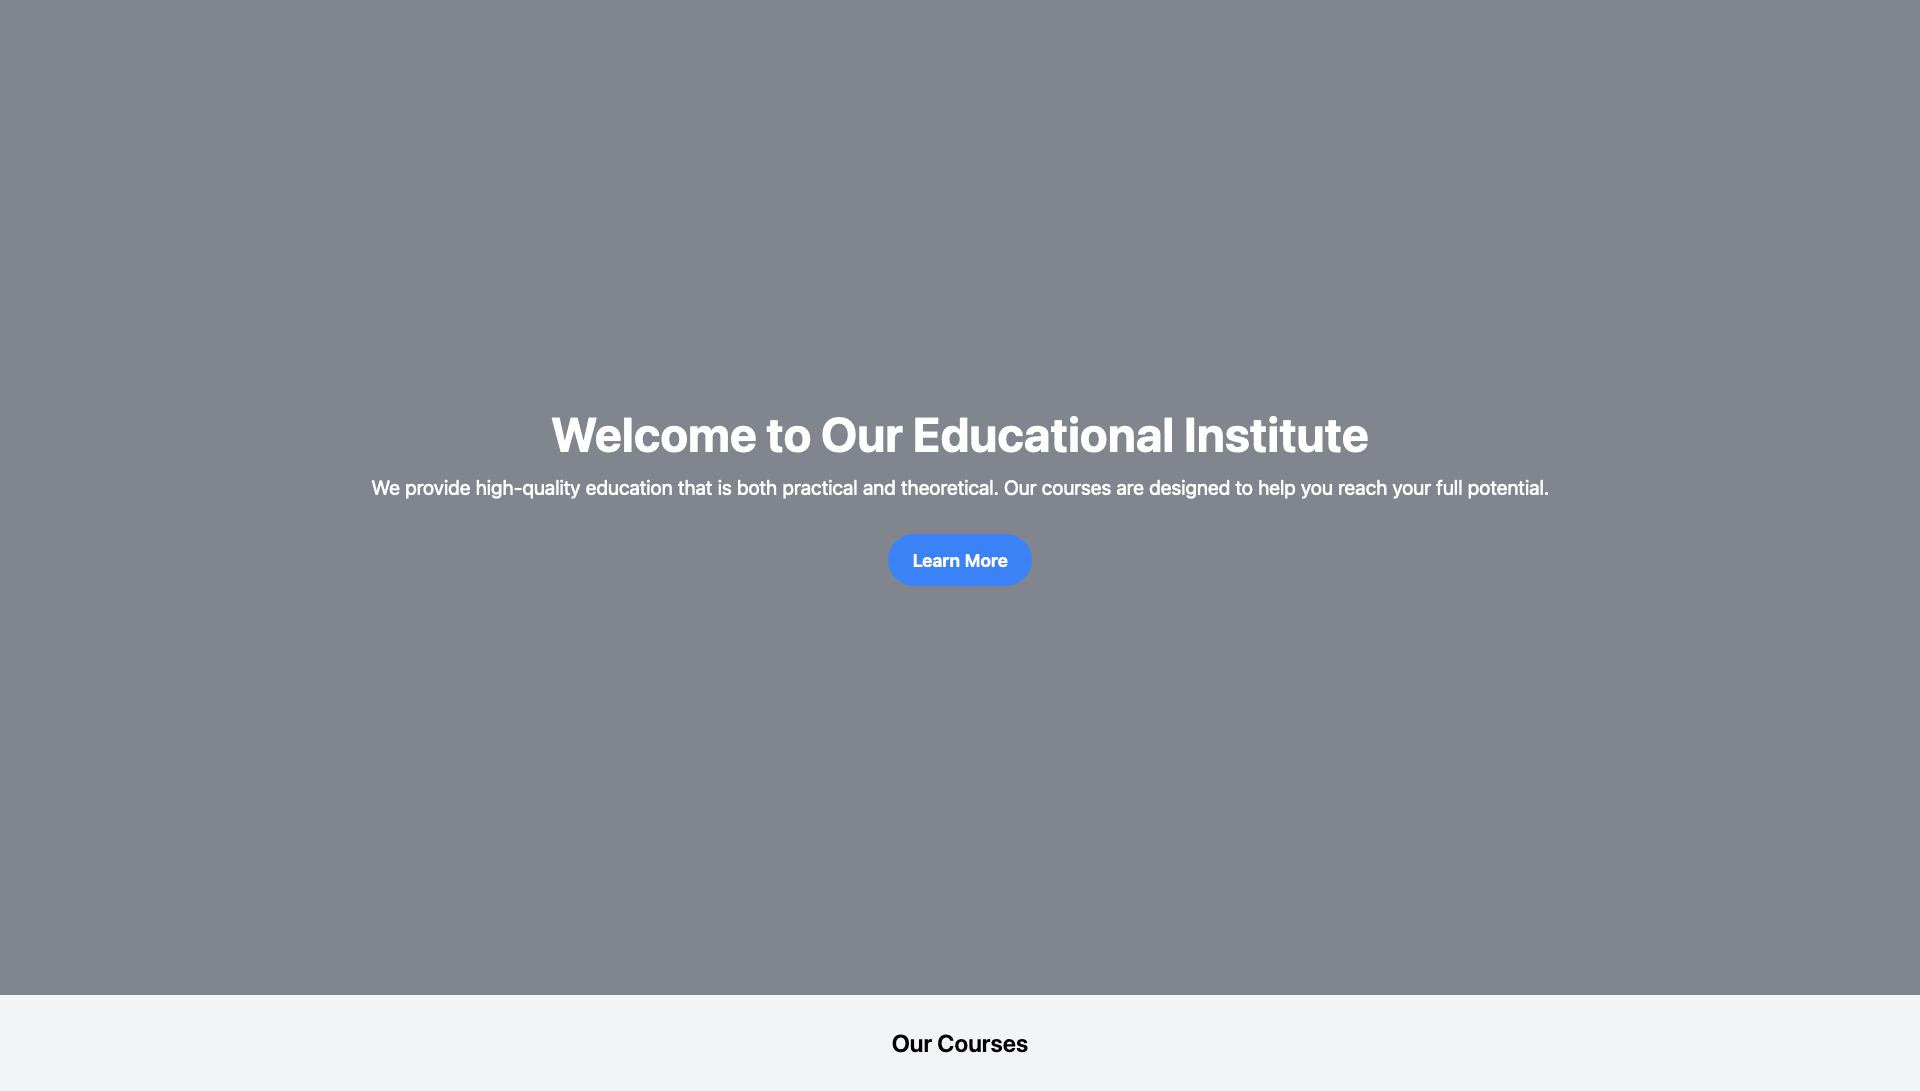 Welcome to Our Educational Institute
We provide high-quality education that is both practical and theoretical. Our courses are designed to help you reach your full potential.
Learn More
Our Courses